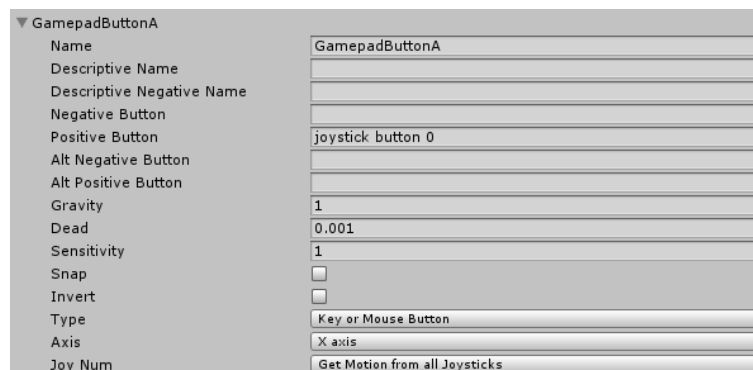 GamepadButtonA
Name GamepadButtonA
Descriptive Name
Descriptive Negative Name
Negative Button
Positive Button joystick button 0
Alt Negative Button
Alt Positive Button
Gravity 1
Dead 0.001
Sensitivity 1
Snap
Invert
Type Key or Mouse Button
Axis X axis
Joy Num Get Motion from all Joysticks